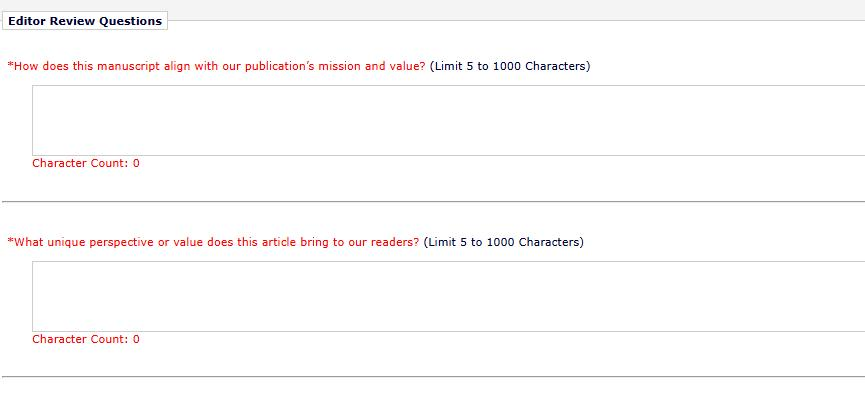 Editor Review Questions
*How does this manuscript align with our publication's mission and value? (Limit 5 to 1000 Characters)
Character Count: 0
*What unique perspective or value does this article bring to our readers? (Limit 5 to 1000 Characters)
Character Count: 0